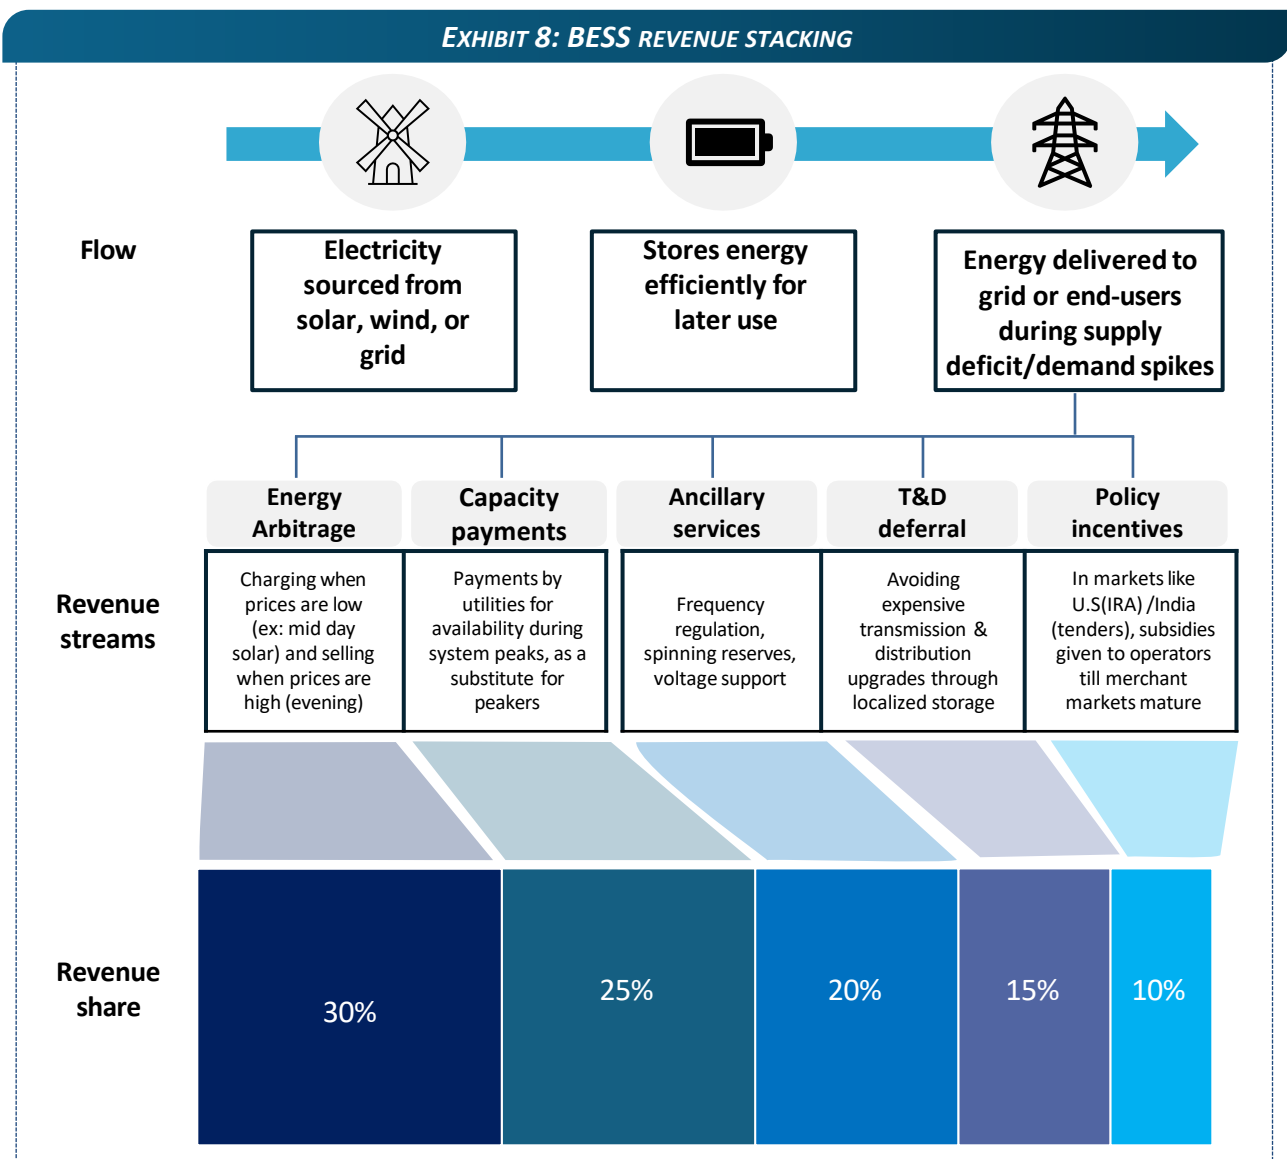 EXHIBIT 8: BESS REVENUE STACKING
Flow
Electricity
sourced from
solar, wind, or
grid
Stores energy
efficiently for
later use
Energy delivered to
grid or end-users
during supply
deficit/demand spikes
Revenue
streams
Energy
Arbitrage
Charging when
prices are low
(ex: mid day
solar) and selling
when prices are
high (evening)
Capacity
payments
Payments by
utilities for
availability during
system peaks, as a
substitute for
peakers
Ancillary
services
Frequency
regulation,
spinning reserves,
voltage support
T&D
deferral
Avoiding
expensive
transmission &
distribution
upgrades through
localized storage
Policy
incentives
In markets like
U.S(IRA) /India
(tenders), subsidies
given to operators
till merchant
markets mature
Revenue
share
30%
25%
20%
15%
10%